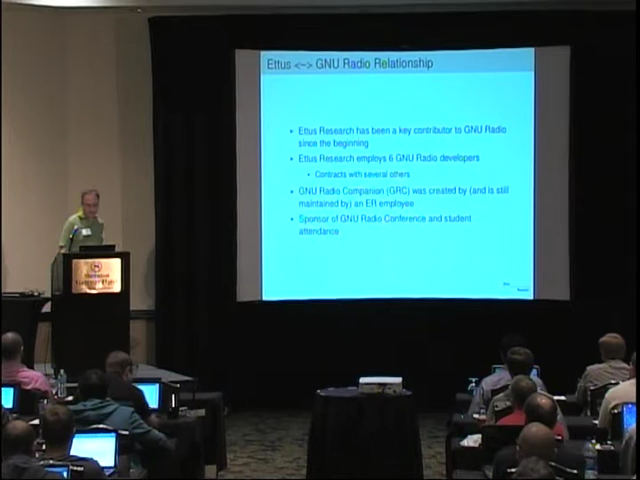 Ettus <-> GNU Radio Relationship
• Ettus Research has been a key contributor to GNU Radio
since the beginning
• Ettus Research employs 6 GNU Radio developers
• Contracts with several others
• GNU Radio Companion (GRC) was created by (and is still
maintained by) an ER employee
• Sponsor of GNU Radio Conference and student
attendance
Sheraton